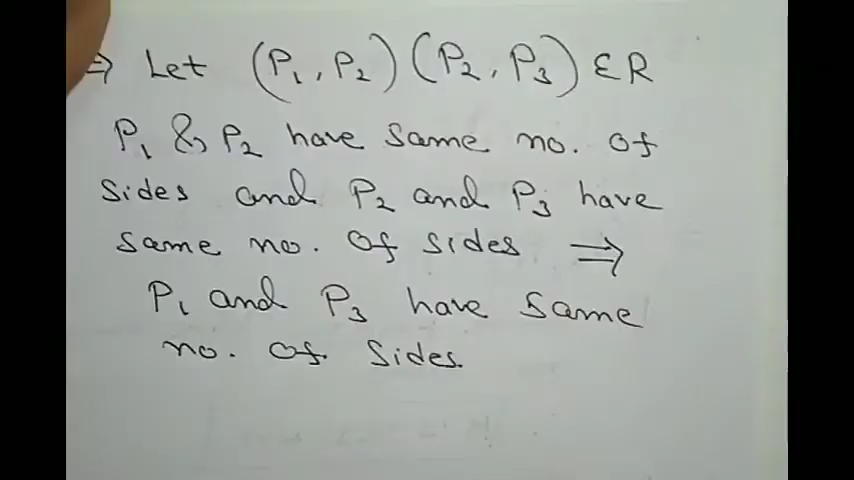 ⇒ Let (P₁, P₂) (P₂, P₃) ∈ R
P₁ & P₂ have same no. of
sides and P₂ and P₃ have
same no. of sides ⇒
P₁ and P₃ have same
no. of sides.